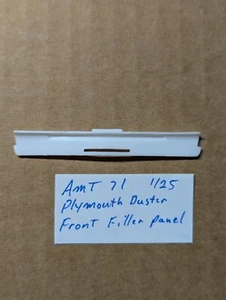 AMT 71 1/25
Plymouth Duster
Front Filler panel